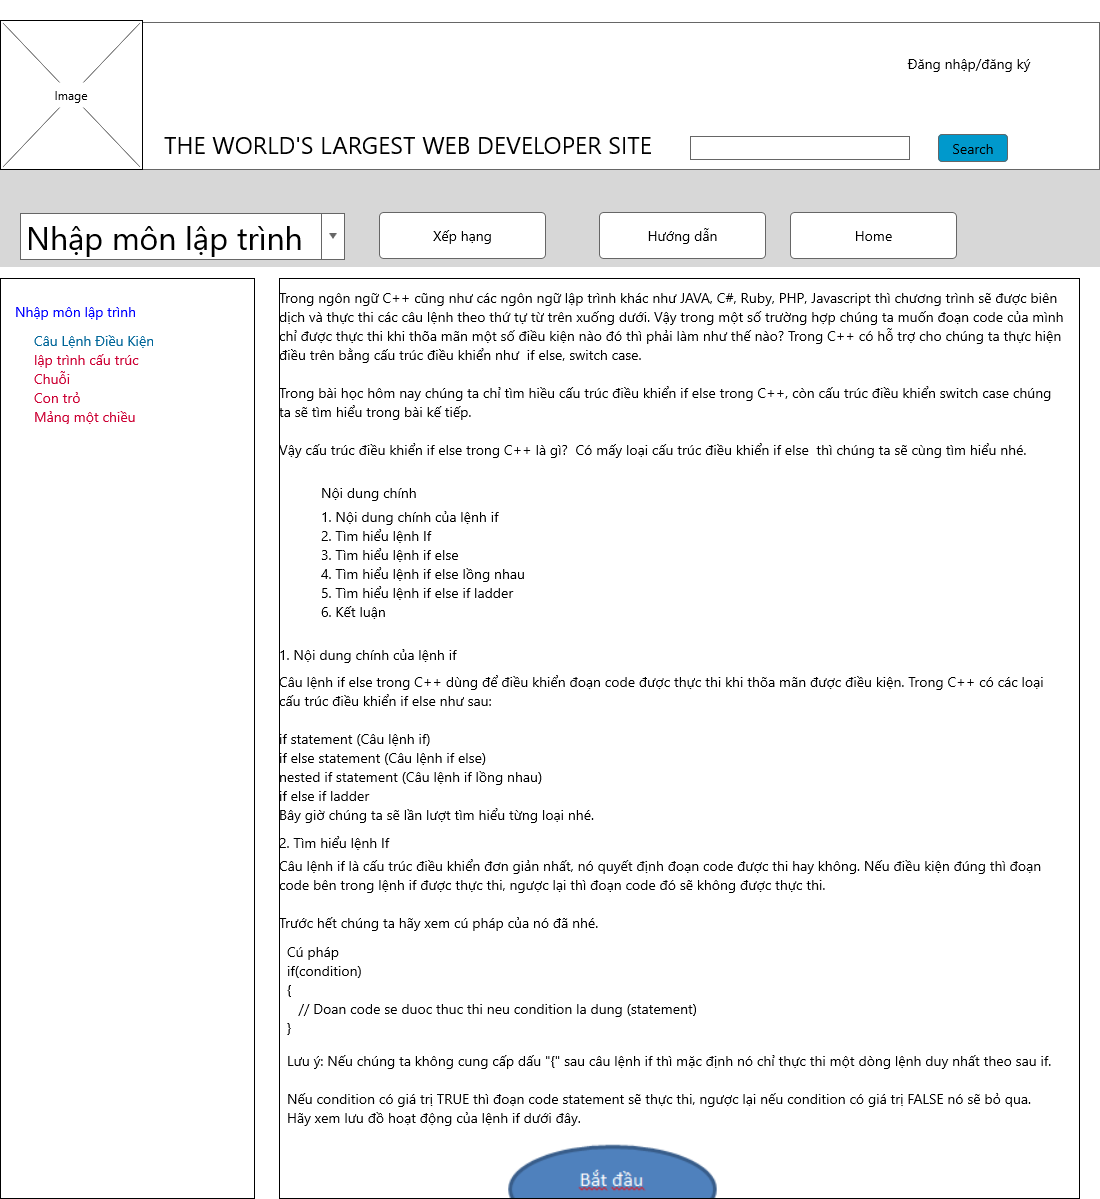 Image
Đăng nhập/đăng ký
THE WORLD'S LARGEST WEB DEVELOPER SITE
Search
Nhập môn lập trình
Xếp hạng
Hướng dẫn
Home
Nhập môn lập trình
Câu Lệnh Điều Kiện
lập trình cấu trúc
Chuỗi
Con trỏ
Mảng một chiều
Trong ngôn ngữ C++ cũng như các ngôn ngữ lập trình khác như JAVA, C#, Ruby, PHP, Javascript thì chương trình sẽ được biên
dịch và thực thi các câu lệnh theo thứ tự từ trên xuống dưới. Vậy trong một số trường hợp chúng ta muốn đoạn code của mình
chỉ được thực thi khi thõa mãn một số điều kiện nào đó thì phải làm như thế nào? Trong C++ có hỗ trợ cho chúng ta thực hiện
điều trên bằng cấu trúc điều khiển như  if else, switch case.
Trong bài học hôm nay chúng ta chỉ tìm hiều cấu trúc điều khiển if else trong C++, còn cấu trúc điều khiển switch case chúng
ta sẽ tìm hiểu trong bài kế tiếp.
Vậy cấu trúc điều khiển if else trong C++ là gì?  Có mấy loại cấu trúc điều khiển if else  thì chúng ta sẽ cùng tìm hiểu nhé.
Nội dung chính
1. Nội dung chính của lệnh if
2. Tìm hiểu lệnh If
3. Tìm hiểu lệnh if else
4. Tìm hiểu lệnh if else lồng nhau
5. Tìm hiểu lệnh if else if ladder
6. Kết luận
1. Nội dung chính của lệnh if
Câu lệnh if else trong C++ dùng để điều khiển đoạn code được thực thi khi thõa mãn được điều kiện. Trong C++ có các loại
cấu trúc điều khiển if else như sau:
if statement (Câu lệnh if)
if else statement (Câu lệnh if else)
nested if statement (Câu lệnh if lồng nhau)
if else if ladder
Bây giờ chúng ta sẽ lần lượt tìm hiểu từng loại nhé.
2. Tìm hiểu lệnh If
Câu lệnh if là cấu trúc điều khiển đơn giản nhất, nó quyết định đoạn code được thi hay không. Nếu điều kiện đúng thì đoạn
code bên trong lệnh if được thực thi, ngược lại thì đoạn code đó sẽ không được thực thi.
Trước hết chúng ta hãy xem cú pháp của nó đã nhé.
Cú pháp
if(condition)
{
// Doan code se duoc thuc thi neu condition la dung (statement)
}
Lưu ý: Nếu chúng ta không cung cấp dấu "{" sau câu lệnh if thì mặc định nó chỉ thực thi một dòng lệnh duy nhất theo sau if.
Nếu condition có giá trị TRUE thì đoạn code statement sẽ thực thi, ngược lại nếu condition có giá trị FALSE nó sẽ bỏ qua.
Hãy xem lưu đồ hoạt động của lệnh if dưới đây.
Bắt đầu